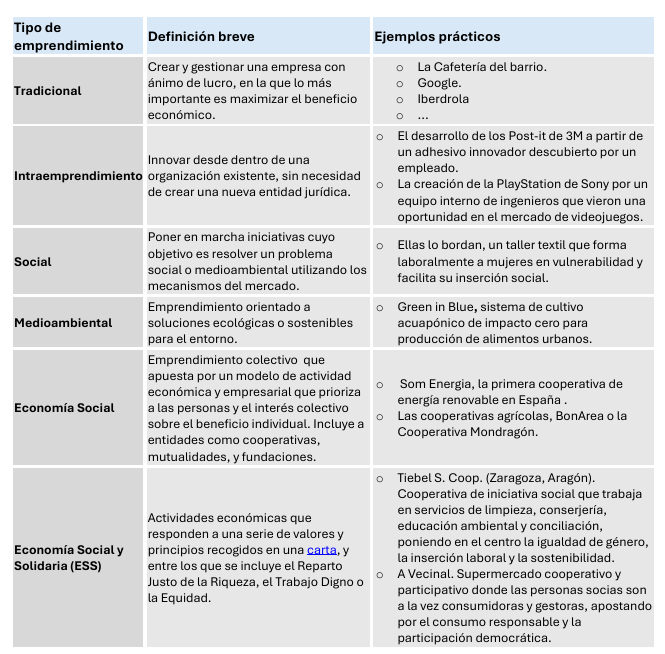 Tipo de
emprendimiento
Definición breve
Ejemplos prácticos
Tradicional
Crear y gestionar una empresa con
ánimo de lucro, en la que lo más
importante es maximizar el beneficio
económico.
o La Cafetería del barrio.
o Google.
o Iberdrola
o ...
Intraemprendimiento
Innovar desde dentro de una
organización existente, sin necesidad
de crear una nueva entidad jurídica.
o El desarrollo de los Post-it de 3M a partir de
un adhesivo innovador descubierto por un
empleado.
o La creación de la PlayStation de Sony por un
equipo interno de ingenieros que vieron una
oportunidad en el mercado de videojuegos.
Social
Poner en marcha iniciativas cuyo
objetivo es resolver un problema
social o medioambiental utilizando los
mecanismos del mercado.
o Ellas lo bordan, un taller textil que forma
laboralmente a mujeres en vulnerabilidad y
facilita su inserción social.
Medioambiental
Emprendimiento orientado a
soluciones ecológicas o sostenibles
para el entorno.
o Green in Blue, sistema de cultivo
acuapónico de impacto cero para
producción de alimentos urbanos.
Economía Social
Emprendimiento colectivo que
apuesta por un modelo de actividad
económica y empresarial que prioriza
a las personas y el interés colectivo
sobre el beneficio individual. Incluye a
entidades como cooperativas,
mutualidades, y fundaciones.
o Som Energia, la primera cooperativa de
energía renovable en España .
o Las cooperativas agrícolas, BonArea o la
Cooperativa Mondragón.
Economía Social y
Solidaria (ESS)
Actividades económicas que
responden a una serie de valores y
principios recogidos en una carta, y
entre los que se incluye el Reparto
Justo de la Riqueza, el Trabajo Digno o
la Equidad.
o Tiebel S. Coop. (Zaragoza, Aragón).
Cooperativa de iniciativa social que trabaja
en servicios de limpieza, conserjería,
educación ambiental y conciliación,
poniendo en el centro la igualdad de género,
la inserción laboral y la sostenibilidad.
o A Vecinal. Supermercado cooperativo y
participativo donde las personas socias son
a la vez consumidoras y gestoras, apostando
por el consumo responsable y la
participación democrática.